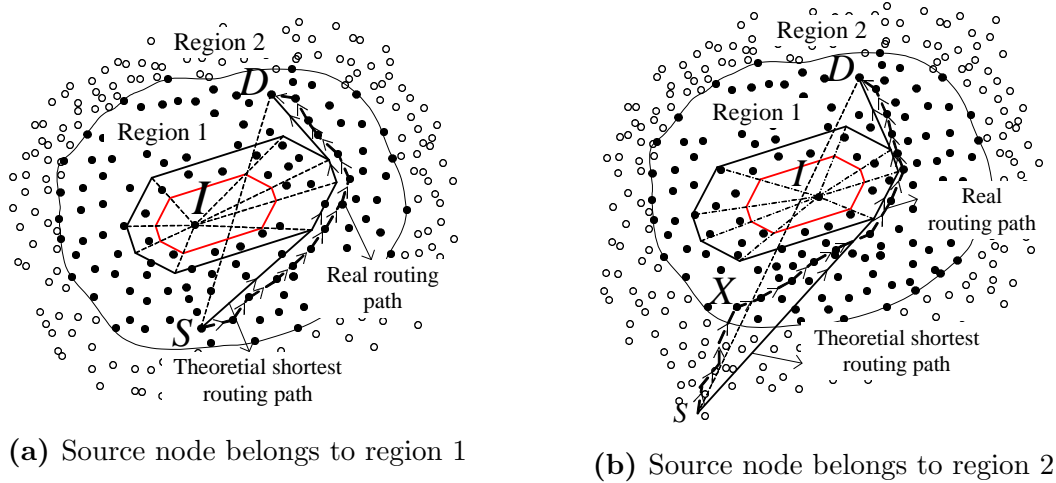 Region 2
D
Region 1
I
Real routing
path
S
Theoretial shortest
routing path
(a) Source node belongs to region 1
Region 2
D
Region 1
I
Real
routing
path
X
Theoretial shortest
routing path
S
(b) Source node belongs to region 2